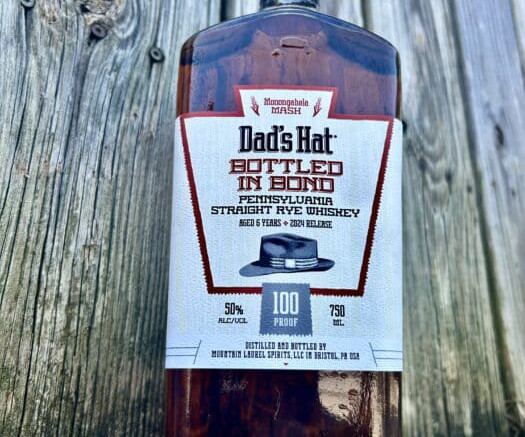 Monongahela
MASH
Dad's Hat
BOTTLED
IN BOND
PENNSYLVANIA
STRAIGHT RYE WHISKEY
AGED 6 YEARS + 2024 RELEASE
50%
ALC/VOL
100
PROOF
750
ML
DISTILLED AND BOTTLED BY
MOUNTAIN LAUREL SPIRITS, LLC IN BRISTOL, PA USA